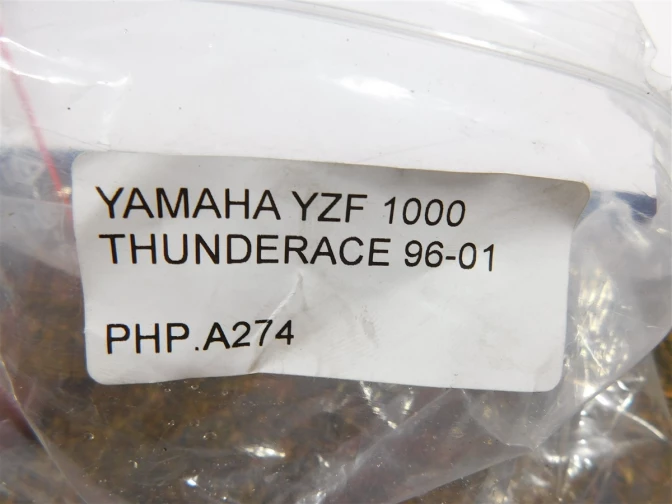 YAMAHA YZF 1000
THUNDERACE 96-01
PHP.A274